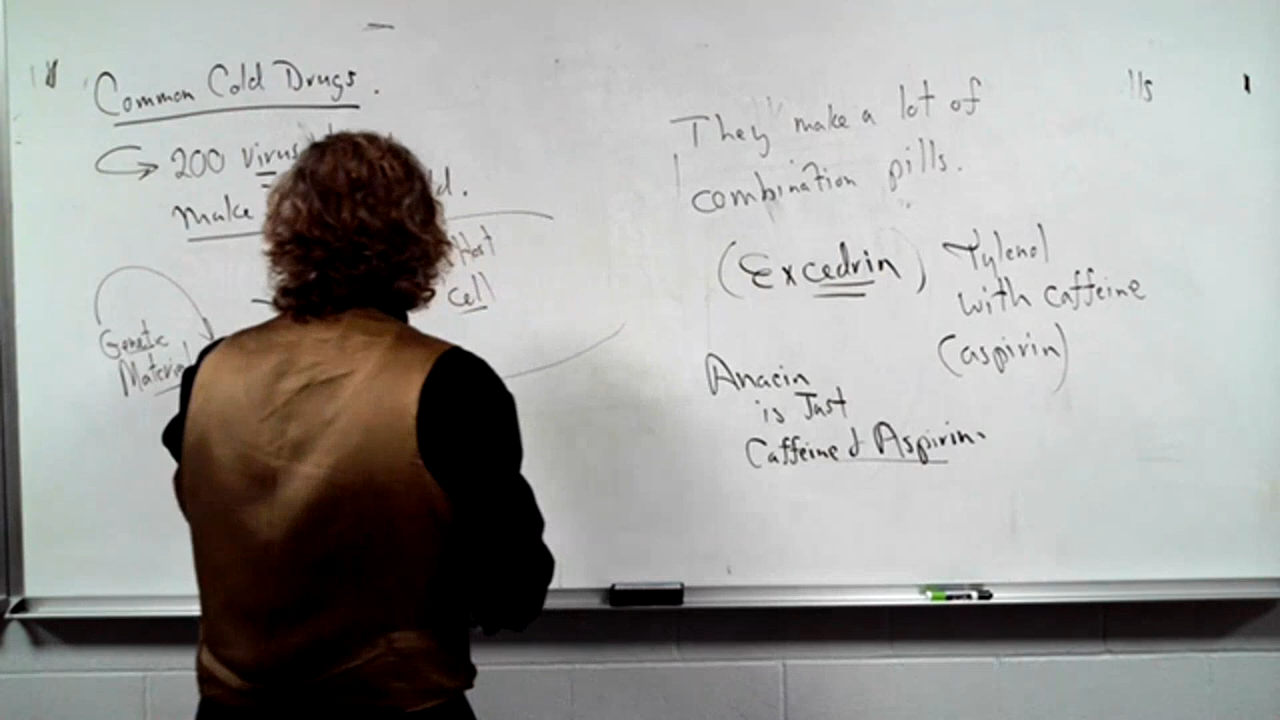 Common Cold Drugs.
200 virus
make
Host
cell
Genetic
Material
They make a lot of
combination pills.
(Excedrin) Tylenol
with caffeine
(aspirin)
Anacin
is Just
Caffeine & Aspirin.